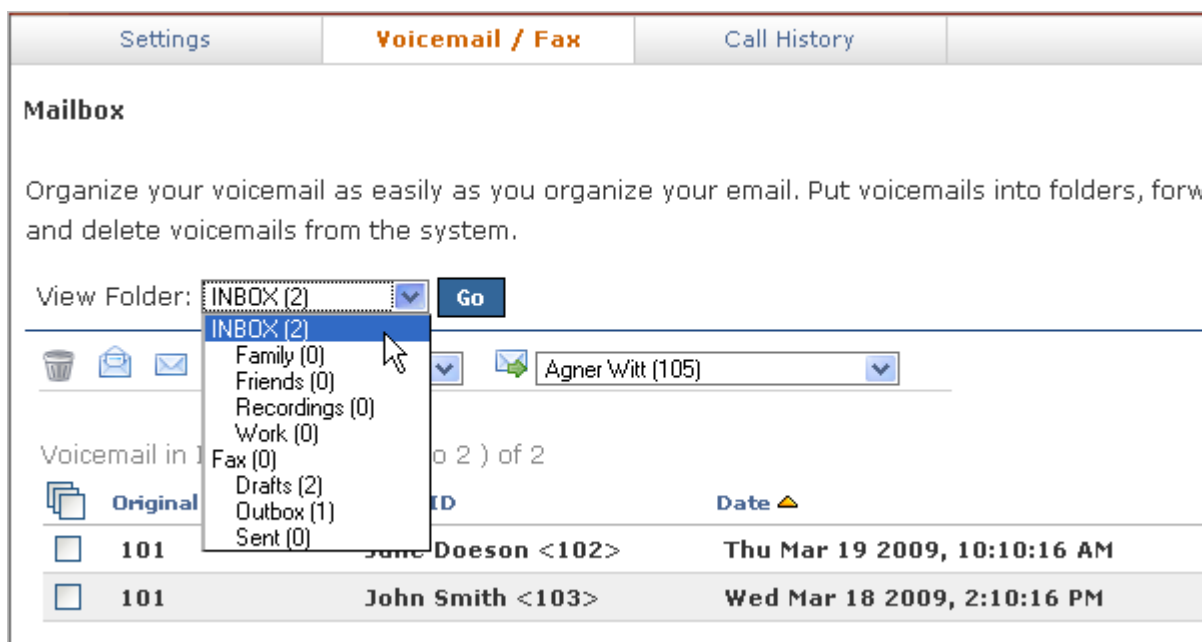 Settings Voicemail / Fax Call History
Mailbox
Organize your voicemail as easily as you organize your email. Put voicemails into folders,
and delete voicemails from the system.
View Folder: INBOX (2) Go
INBOX (2)
Family (0)
Friends (0)
Recordings (0)
Work (0)
Fax (0)
Drafts (2)
Outbox (1)
Sent (0)
Agner Witt (105)
Voicemail in 2 ) of 2
Original ID Date
101 Doeson <102> Thu Mar 19 2009, 10:10:16 AM
101 John Smith <103> Wed Mar 18 2009, 2:10:16 PM